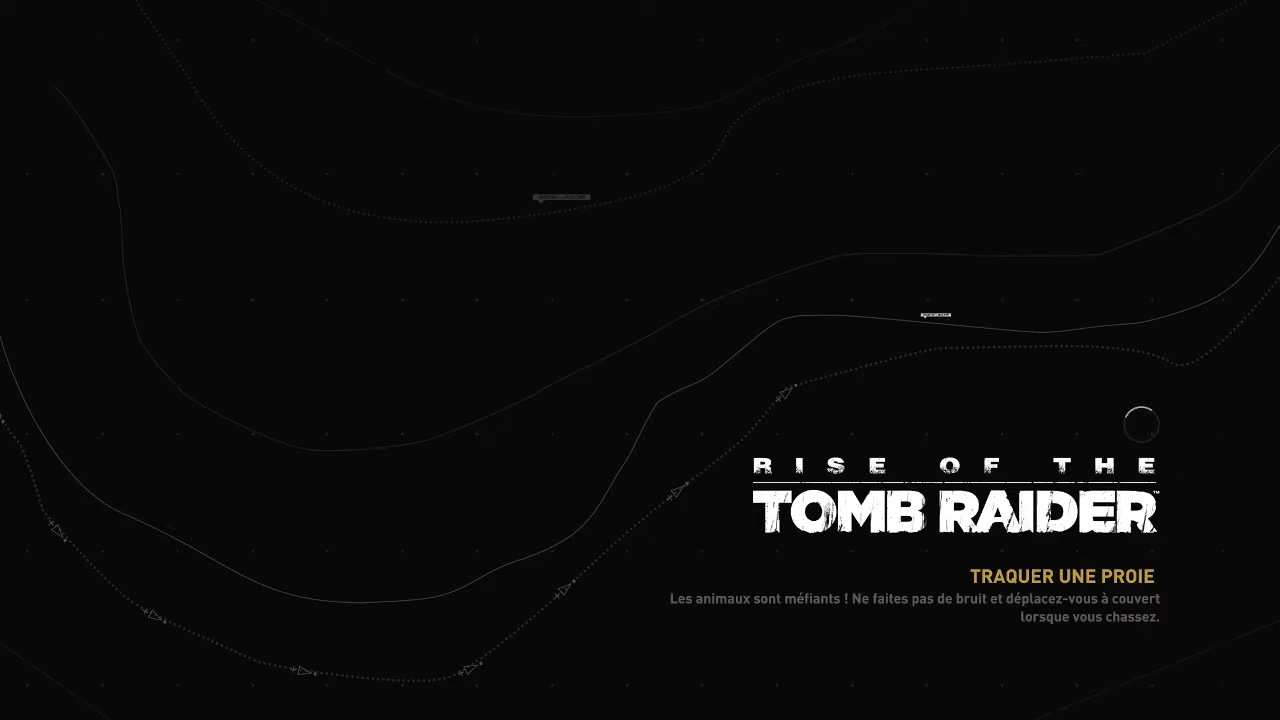 RISE OF THE
TOMB RAIDER™
TRAQUER UNE PROIE
Les animaux sont méfiants ! Ne faites pas de bruit et déplacez-vous à couvert
lorsque vous chassez.